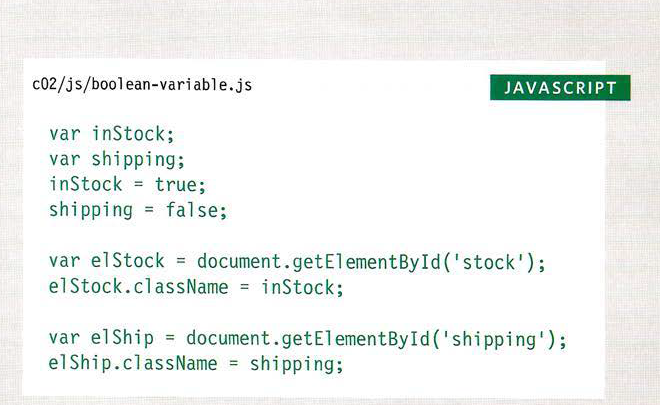 c02/js/boolean-variable.js
JAVASCRIPT
var inStock;
var shipping;
inStock = true;
shipping = false;
var elStock = document.getElementById('stock');
elStock.className = inStock;
var elShip = document.getElementById('shipping');
elShip.className = shipping;